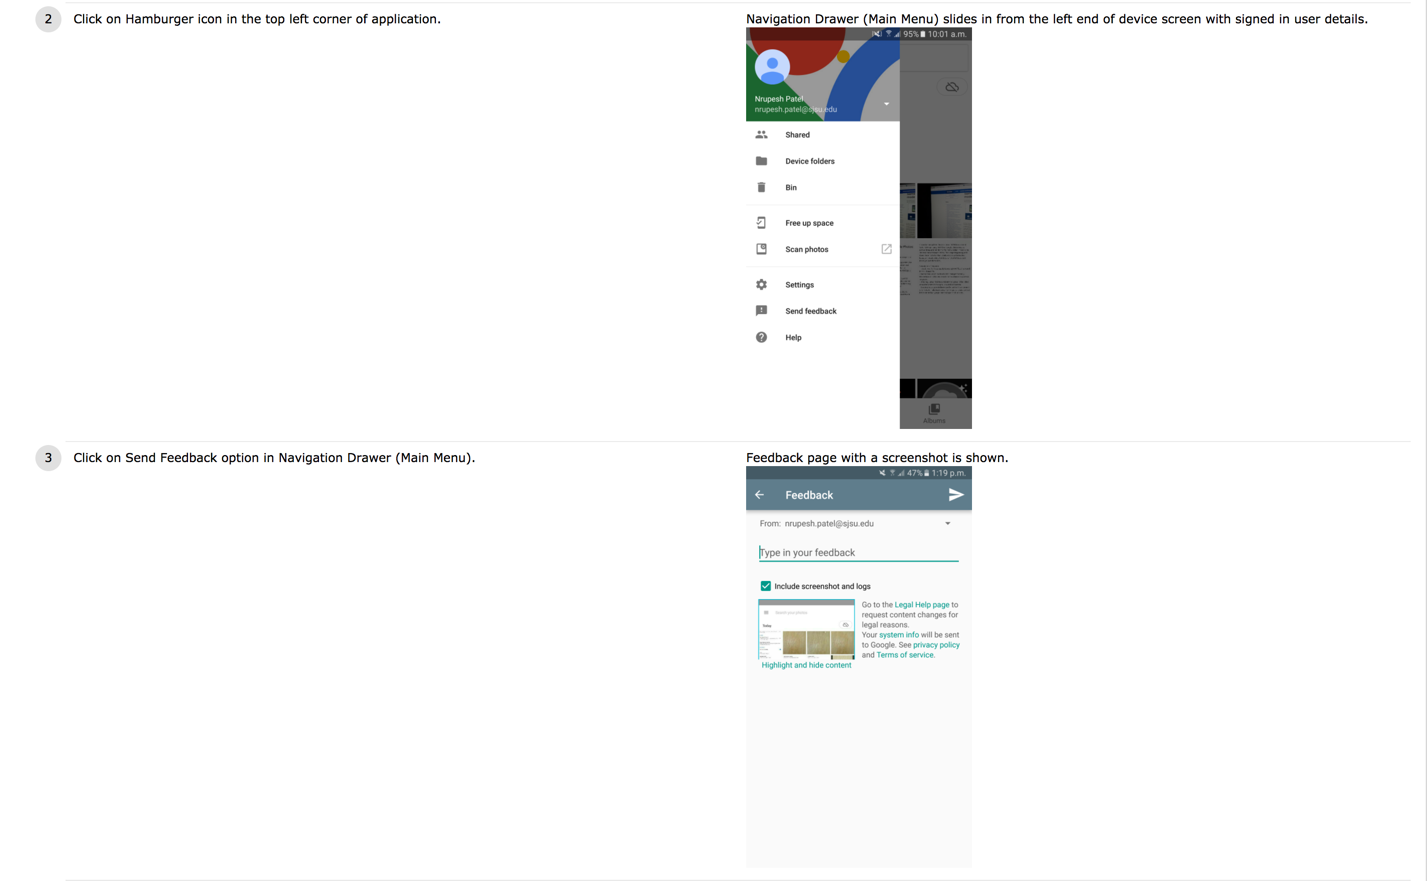 2 Click on Hamburger icon in the top left corner of application.
Navigation Drawer (Main Menu) slides in from the left end of device screen with signed in user details.
95% 10:01 a.m.
Nrupesh Patel
nrupesh.patel@sjsu.edu
Shared
Device folders
Bin
Free up space
Scan photos
Settings
Send feedback
Help
Albums
3 Click on Send Feedback option in Navigation Drawer (Main Menu).
Feedback page with a screenshot is shown.
47% 1:19 p.m.
Feedback
From: nrupesh.patel@sjsu.edu
Type in your feedback
Include screenshot and logs
Today
Go to the Legal Help page to
request content changes for
legal reasons.
Your system info will be sent
to Google. See privacy policy
and Terms of service.
Highlight and hide content